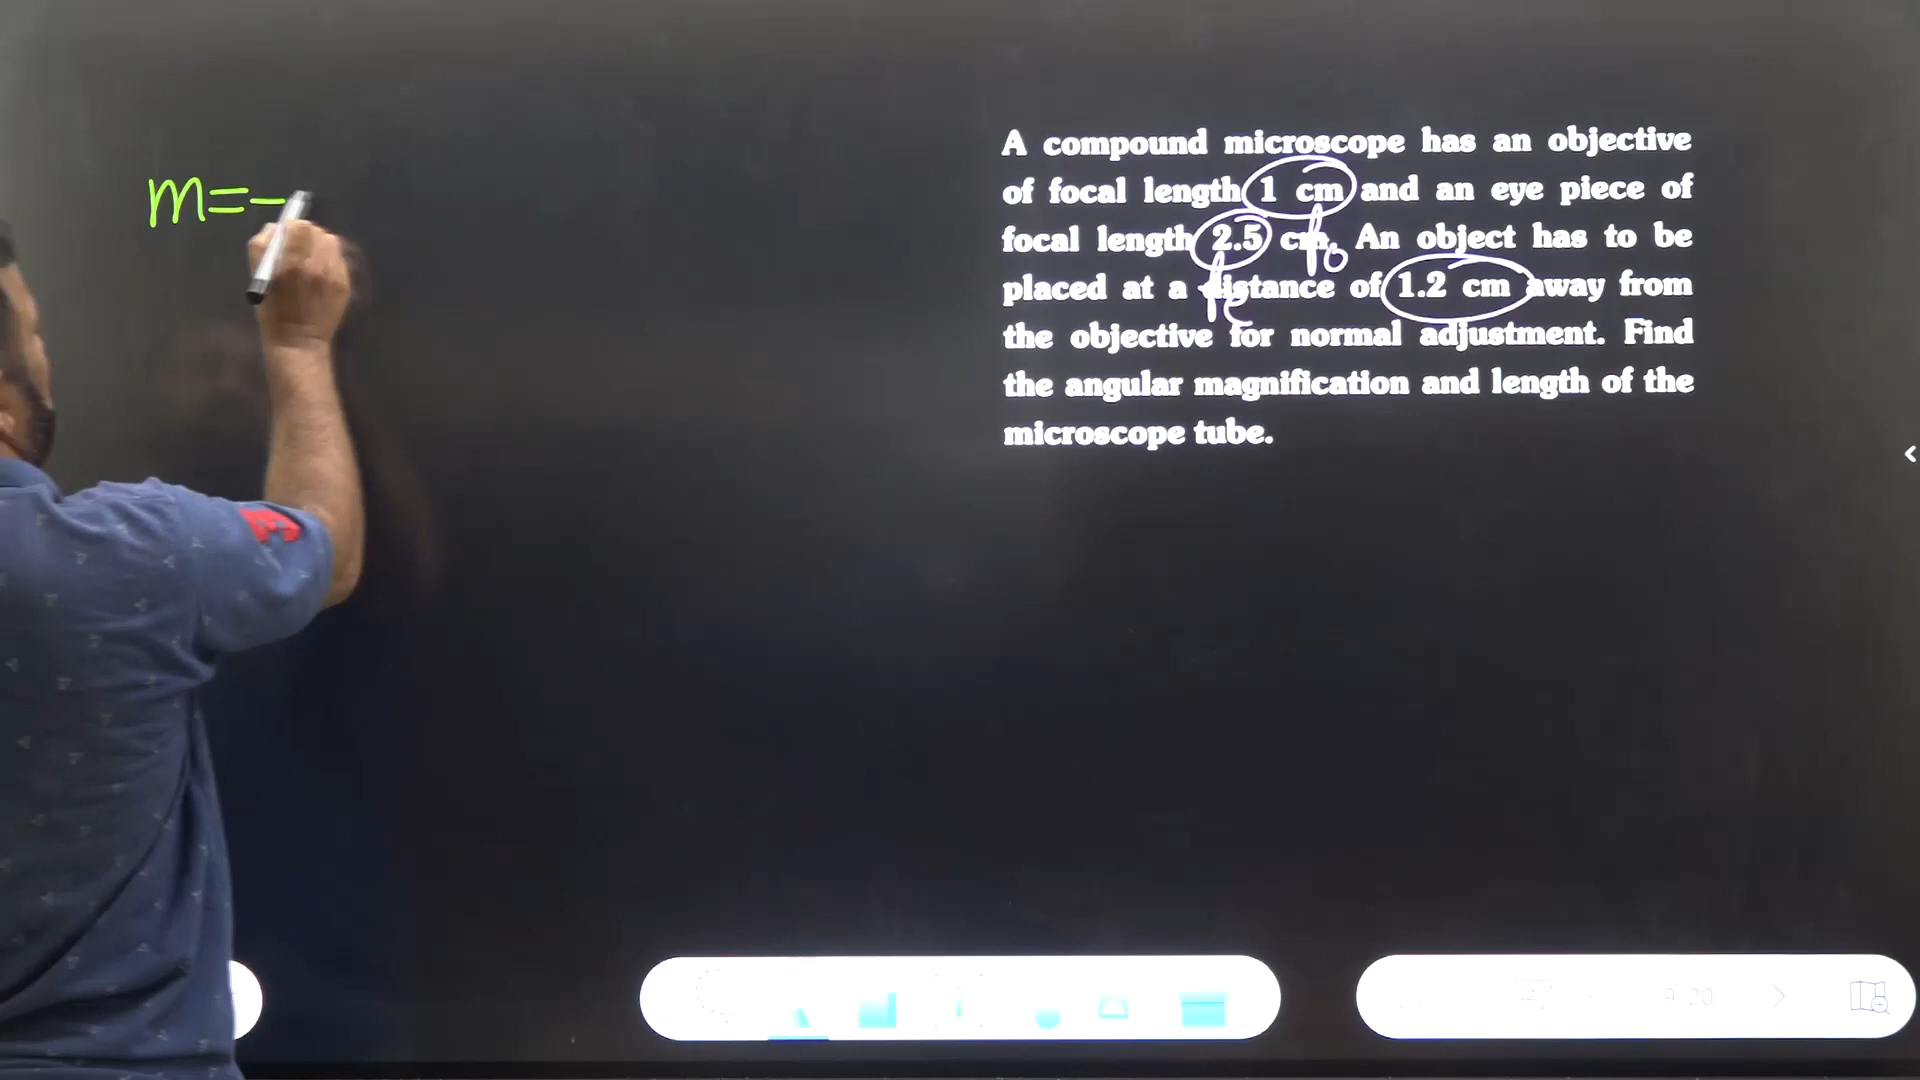 m=-
A compound microscope has an objective
of focal length 1 cm and an eye piece of
focal length 2.5 cm. An object has to be
fo
placed at a distance of 1.2 cm away from
fe
the objective for normal adjustment. Find
the angular magnification and length of the
microscope tube.